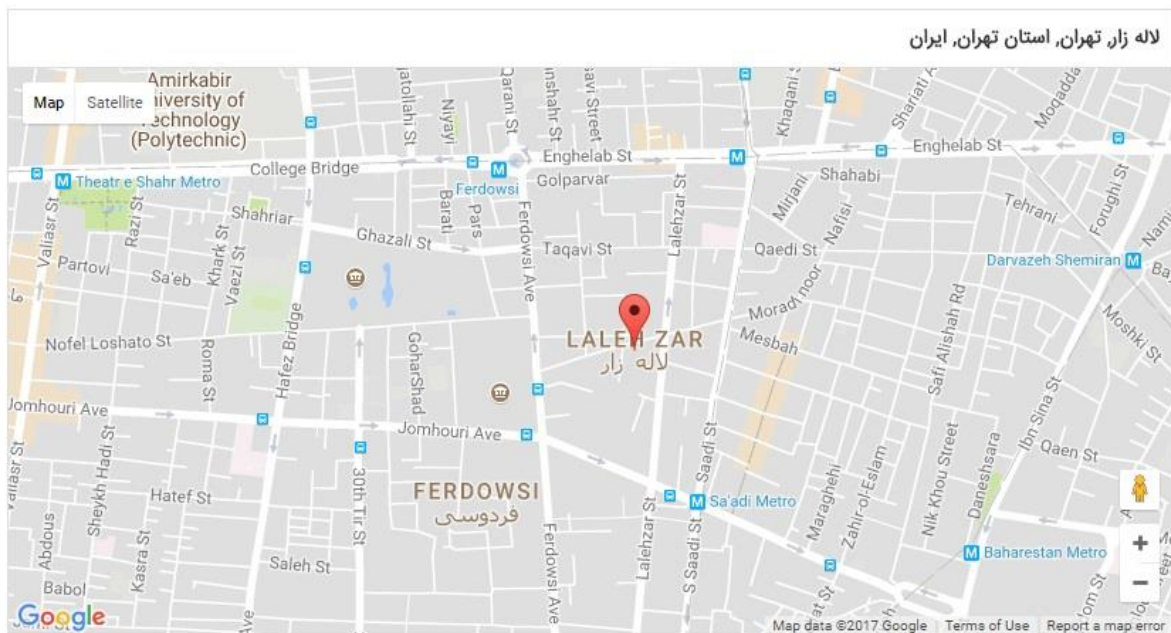 لاله زار, تهران, استان تهران, ایران
Map
Satellite
Amirkabir
University of
Technology
(Polytechnic)
Niyayi
Qarani St
Khaqani S
Shariati A
Moqadda
College Bridge
Enghelab St
Enghelab St
Theatr e Shahr Metro
Ferdowsi
Golparvar
Shahabi
Valiasr St
Razi St
Shahriar
Barati
Pars
Lalehzar St
Mirjani
Nafisi
Tehrani
Forughi St
Ghazali St
Taqavi St
Qaedi St
Khark St
Vaezi St
Partovi
Sa'eb
Ferdowsi Ave
Darvazeh Shemiran
Hafez Bridge
Moradi noor
Safi Alishah Rd
Moshki St
Nofel Loshato St
Roma St
GoharShad
LALEH ZAR
لاله زار
Mesbah
Jomhouri Ave
Jomhouri Ave
Saadi St
Ibn Sina St
Qaen St
Valiasr St
Sheykh Hadi St
Hatef St
30th Tir St
FERDOWSI
فردوسی
Sa'adi Metro
Maraghehi
Zahir-ol-Eslam
Nik Khou Street
Daneshsara
Abdous
Kasra St
Saleh St
Ferdowsi Ave
Lalehzar St
S Saadi St
Baharestan Metro
Babol
Google
Map data ©2017 Google
Terms of Use
Report a map error